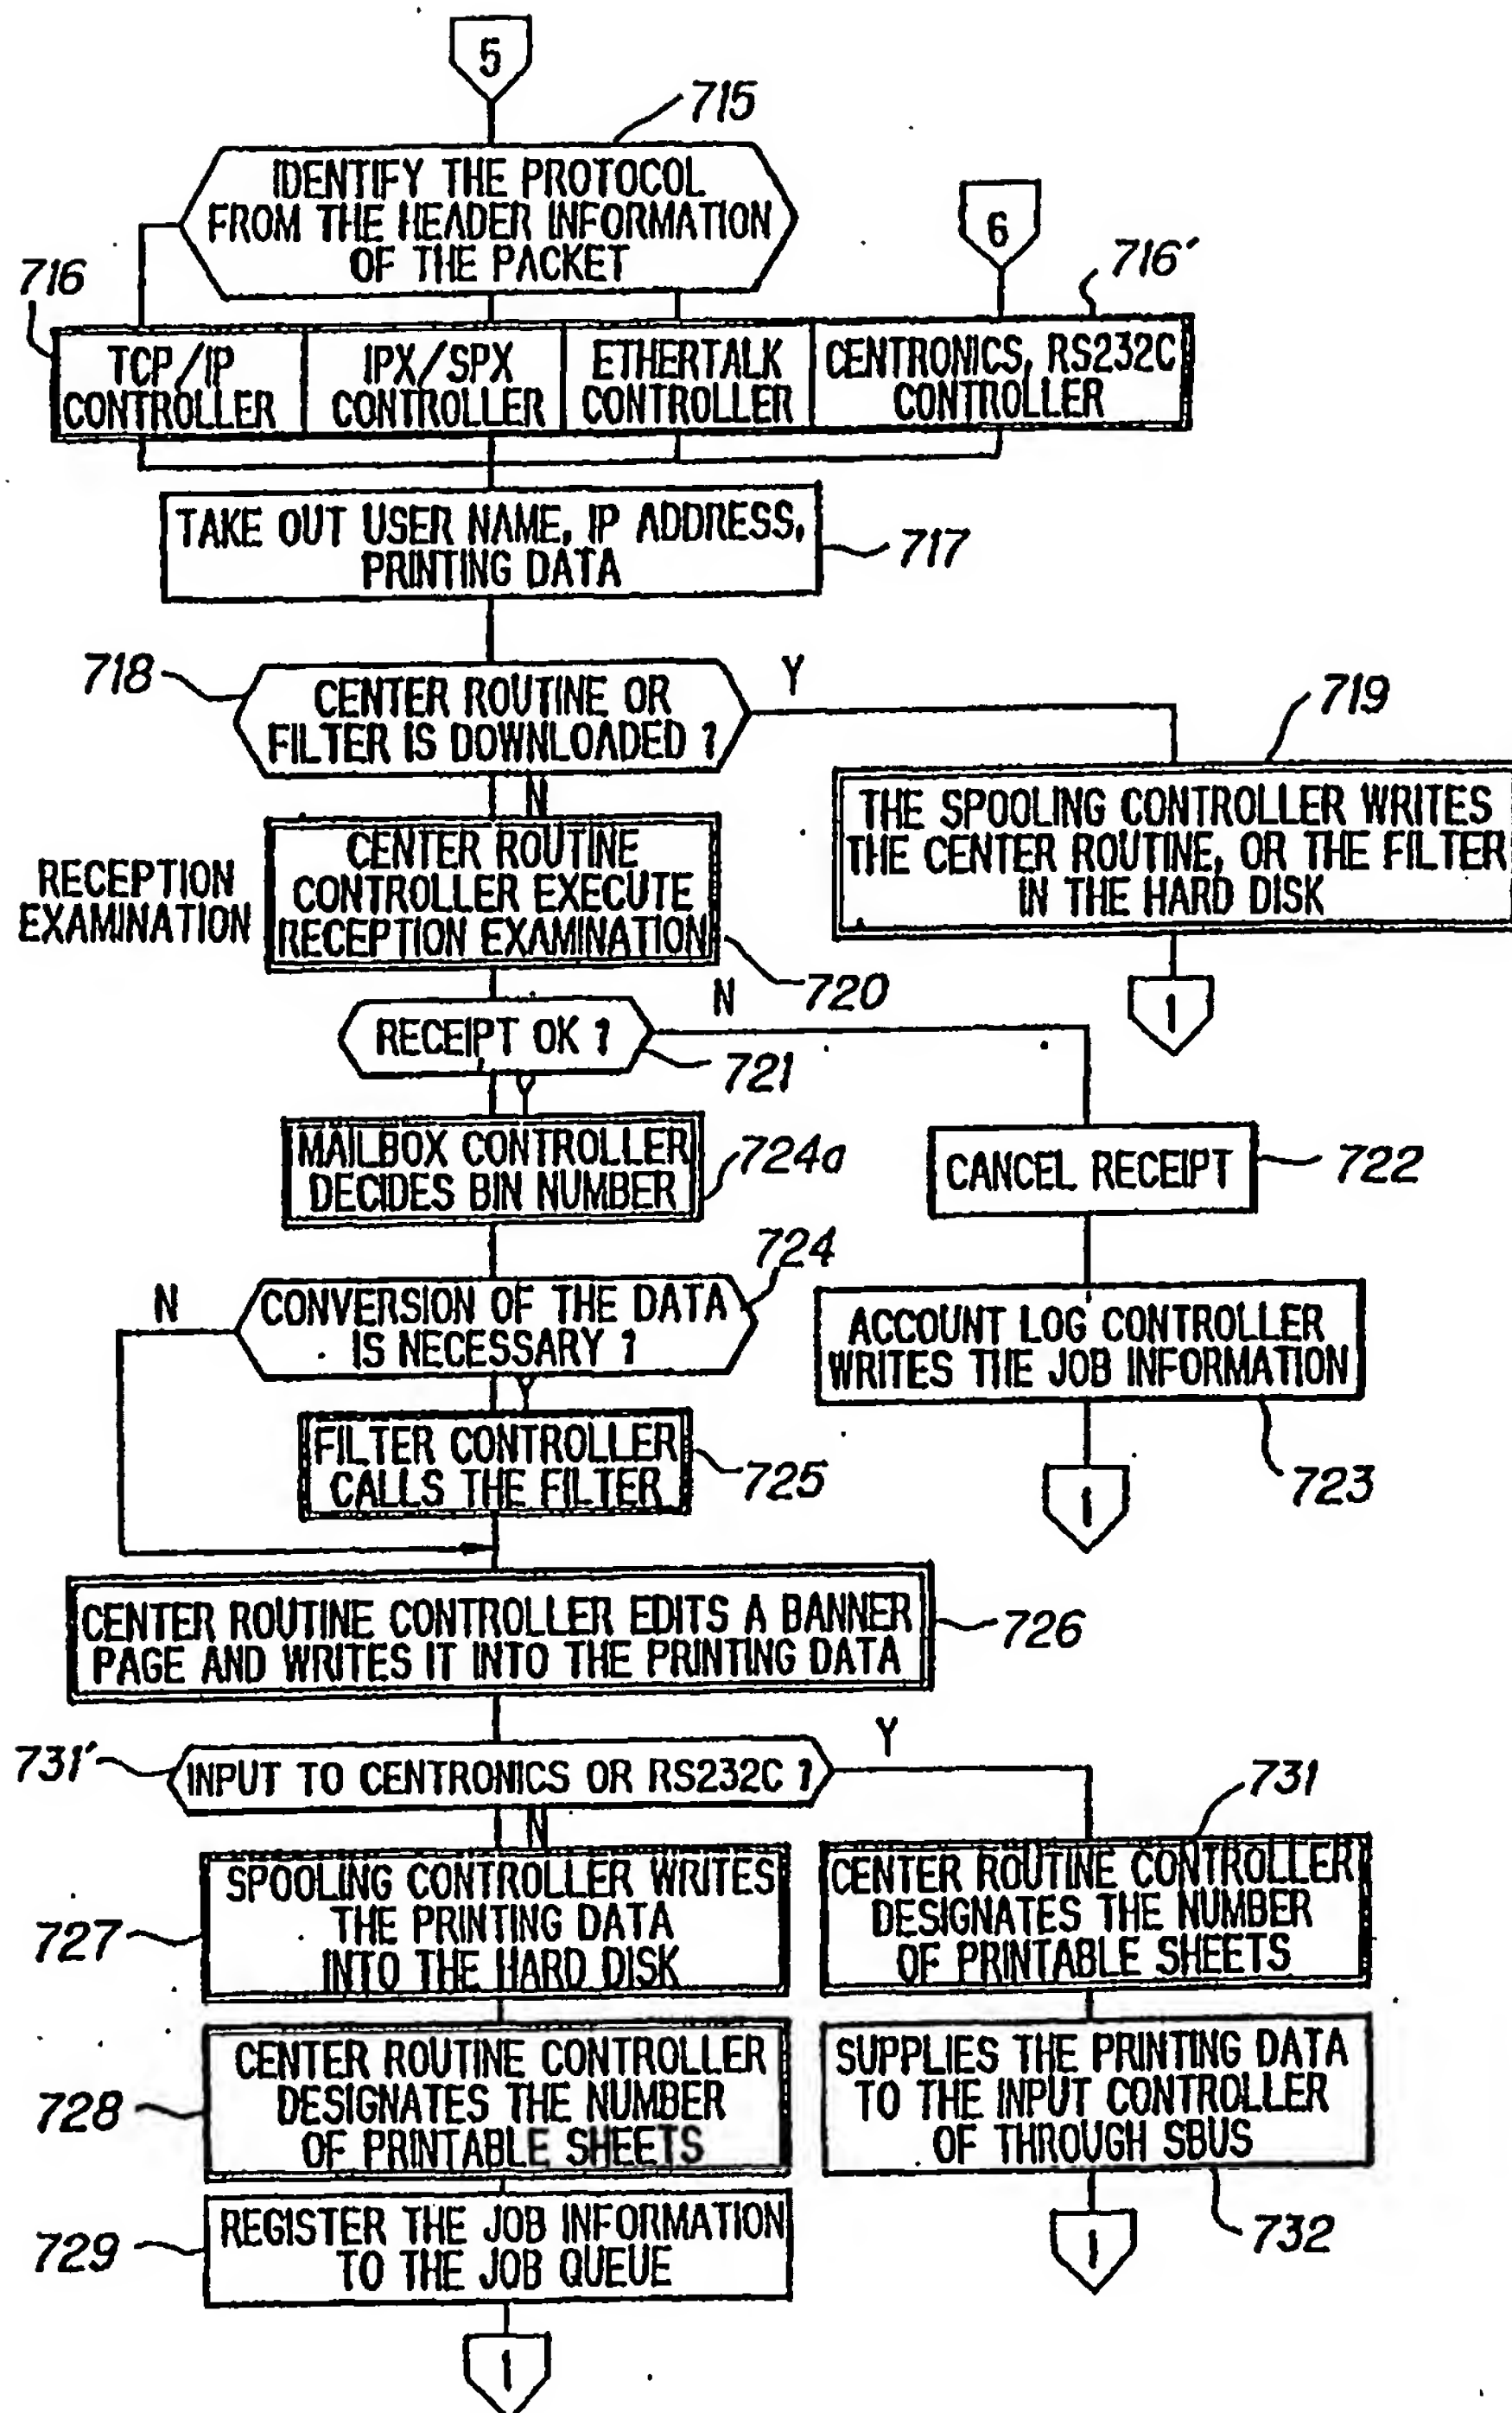 5
715
IDENTIFY THE PROTOCOL
FROM THE HEADER INFORMATION
OF THE PACKET
6
716
716'
TCP/IP
CONTROLLER
IPX/SPX
CONTROLLER
ETHERTALK
CONTROLLER
CENTRONICS, RS232C
CONTROLLER
TAKE OUT USER NAME, IP ADDRESS,
PRINTING DATA
717
718
CENTER ROUTINE OR
FILTER IS DOWNLOADED ?
Y
N
719
THE SPOOLING CONTROLLER WRITES
THE CENTER ROUTINE, OR THE FILTER
IN THE HARD DISK
1
RECEPTION
EXAMINATION
CENTER ROUTINE
CONTROLLER EXECUTE
RECEPTION EXAMINATION
720
RECEIPT OK ?
N
721
Y
MAILBOX CONTROLLER
DECIDES BIN NUMBER
724a
CANCEL RECEIPT
722
724
N
CONVERSION OF THE DATA
IS NECESSARY ?
Y
ACCOUNT LOG CONTROLLER
WRITES THE JOB INFORMATION
723
1
FILTER CONTROLLER
CALLS THE FILTER
725
CENTER ROUTINE CONTROLLER EDITS A BANNER
PAGE AND WRITES IT INTO THE PRINTING DATA
726
731'
INPUT TO CENTRONICS OR RS232C ?
Y
N
731
727
SPOOLING CONTROLLER WRITES
THE PRINTING DATA
INTO THE HARD DISK
CENTER ROUTINE CONTROLLER
DESIGNATES THE NUMBER
OF PRINTABLE SHEETS
728
CENTER ROUTINE CONTROLLER
DESIGNATES THE NUMBER
OF PRINTABLE SHEETS
SUPPLIES THE PRINTING DATA
TO THE INPUT CONTROLLER
OF THROUGH SBUS
732
1
729
REGISTER THE JOB INFORMATION
TO THE JOB QUEUE
1